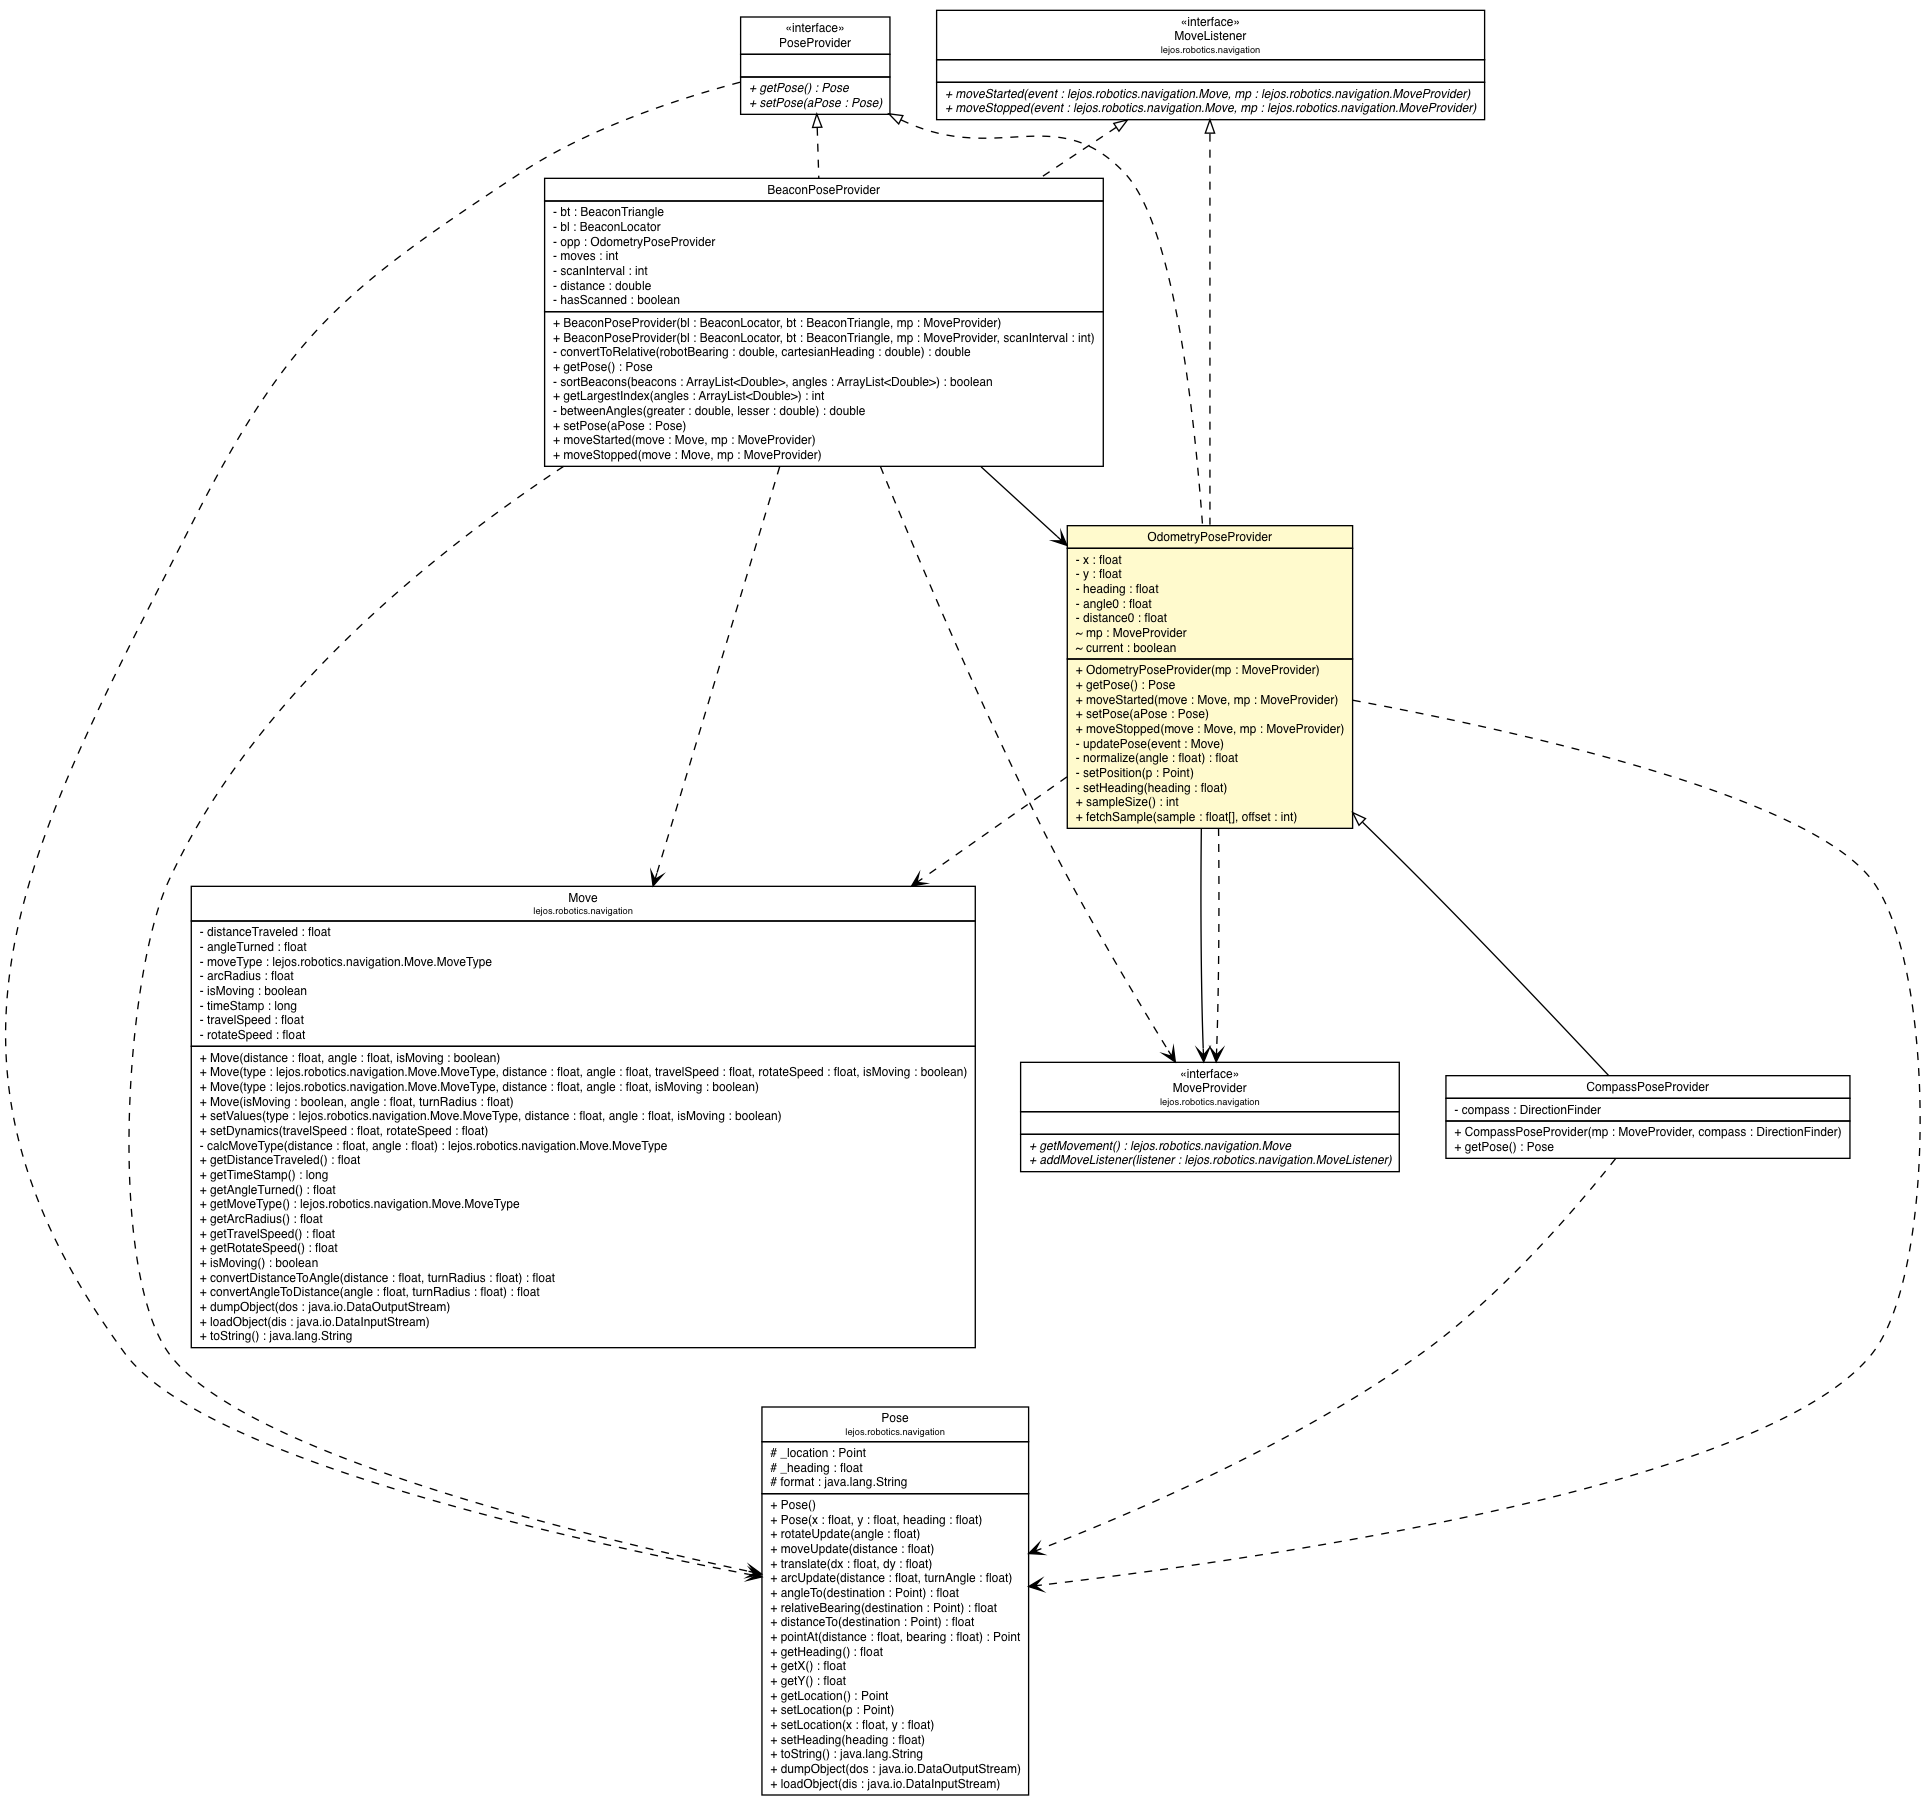 «interface»
PoseProvider
+ getPose() : Pose
+ setPose(aPose : Pose)
«interface»
MoveListener
lejos.robotics.navigation
+ moveStarted(event : lejos.robotics.navigation.Move, mp : lejos.robotics.navigation.MoveProvider)
+ moveStopped(event : lejos.robotics.navigation.Move, mp : lejos.robotics.navigation.MoveProvider)
BeaconPoseProvider
- bt : BeaconTriangle
- bl : BeaconLocator
- opp : OdometryPoseProvider
- moves : int
- scanInterval : int
- distance : double
- hasScanned : boolean
+ BeaconPoseProvider(bl : BeaconLocator, bt : BeaconTriangle, mp : MoveProvider)
+ BeaconPoseProvider(bl : BeaconLocator, bt : BeaconTriangle, mp : MoveProvider, scanInterval : int)
- convertToRelative(robotBearing : double, cartesianHeading : double) : double
+ getPose() : Pose
- sortBeacons(beacons : ArrayList<Double>, angles : ArrayList<Double>) : boolean
+ getLargestIndex(angles : ArrayList<Double>) : int
- betweenAngles(greater : double, lesser : double) : double
+ setPose(aPose : Pose)
+ moveStarted(move : Move, mp : MoveProvider)
+ moveStopped(move : Move, mp : MoveProvider)
OdometryPoseProvider
- x : float
- y : float
- heading : float
- angle0 : float
- distance0 : float
~ mp : MoveProvider
~ current : boolean
+ OdometryPoseProvider(mp : MoveProvider)
+ getPose() : Pose
+ moveStarted(move : Move, mp : MoveProvider)
+ setPose(aPose : Pose)
+ moveStopped(move : Move, mp : MoveProvider)
- updatePose(event : Move)
- normalize(angle : float) : float
- setPosition(p : Point)
- setHeading(heading : float)
+ sampleSize() : int
+ fetchSample(sample : float[], offset : int)
Move
lejos.robotics.navigation
- distanceTraveled : float
- angleTurned : float
- moveType : lejos.robotics.navigation.Move.MoveType
- arcRadius : float
- isMoving : boolean
- timeStamp : long
- travelSpeed : float
- rotateSpeed : float
+ Move(distance : float, angle : float, isMoving : boolean)
+ Move(type : lejos.robotics.navigation.Move.MoveType, distance : float, angle : float, travelSpeed : float, rotateSpeed : float, isMoving : boolean)
+ Move(type : lejos.robotics.navigation.Move.MoveType, distance : float, angle : float, isMoving : boolean)
+ Move(isMoving : boolean, angle : float, turnRadius : float)
+ setValues(type : lejos.robotics.navigation.Move.MoveType, distance : float, angle : float, isMoving : boolean)
+ setDynamics(travelSpeed : float, rotateSpeed : float)
- calcMoveType(distance : float, angle : float) : lejos.robotics.navigation.Move.MoveType
+ getDistanceTraveled() : float
+ getTimeStamp() : long
+ getAngleTurned() : float
+ getMoveType() : lejos.robotics.navigation.Move.MoveType
+ getArcRadius() : float
+ getTravelSpeed() : float
+ getRotateSpeed() : float
+ isMoving() : boolean
+ convertDistanceToAngle(distance : float, turnRadius : float) : float
+ convertAngleToDistance(angle : float, turnRadius : float) : float
+ dumpObject(dos : java.io.DataOutputStream)
+ loadObject(dis : java.io.DataInputStream)
+ toString() : java.lang.String
«interface»
MoveProvider
lejos.robotics.navigation
+ getMovement() : lejos.robotics.navigation.Move
+ addMoveListener(listener : lejos.robotics.navigation.MoveListener)
CompassPoseProvider
- compass : DirectionFinder
+ CompassPoseProvider(mp : MoveProvider, compass : DirectionFinder)
+ getPose() : Pose
Pose
lejos.robotics.navigation
# _location : Point
# _heading : float
# format : java.lang.String
+ Pose()
+ Pose(x : float, y : float, heading : float)
+ rotateUpdate(angle : float)
+ moveUpdate(distance : float)
+ translate(dx : float, dy : float)
+ arcUpdate(distance : float, turnAngle : float)
+ angleTo(destination : Point) : float
+ relativeBearing(destination : Point) : float
+ distanceTo(destination : Point) : float
+ pointAt(distance : float, bearing : float) : Point
+ getHeading() : float
+ getX() : float
+ getY() : float
+ getLocation() : Point
+ setLocation(p : Point)
+ setLocation(x : float, y : float)
+ setHeading(heading : float)
+ toString() : java.lang.String
+ dumpObject(dos : java.io.DataOutputStream)
+ loadObject(dis : java.io.DataInputStream)